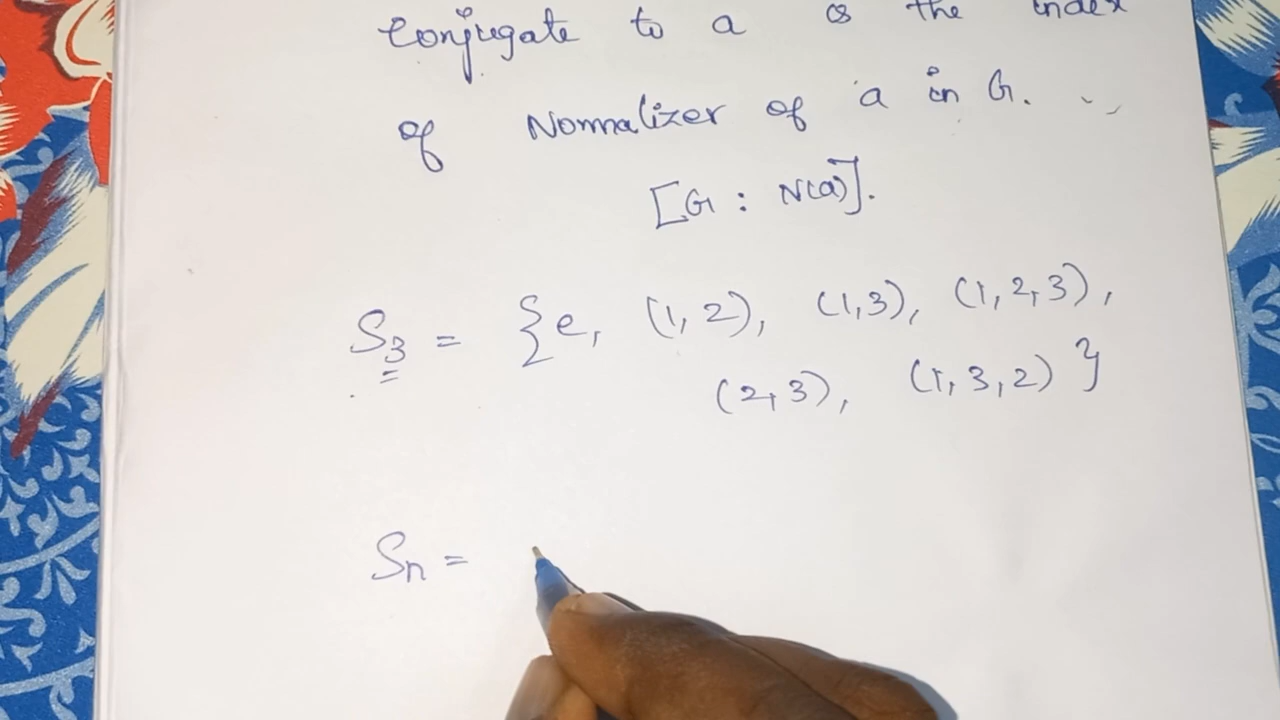 Conjugate to a is the index
of Normalizer of a in G.
[G : N(a)].
S₃ = {e, (1, 2), (1,3), (1, 2, 3),
(2, 3), (1, 3, 2) }
Sn =